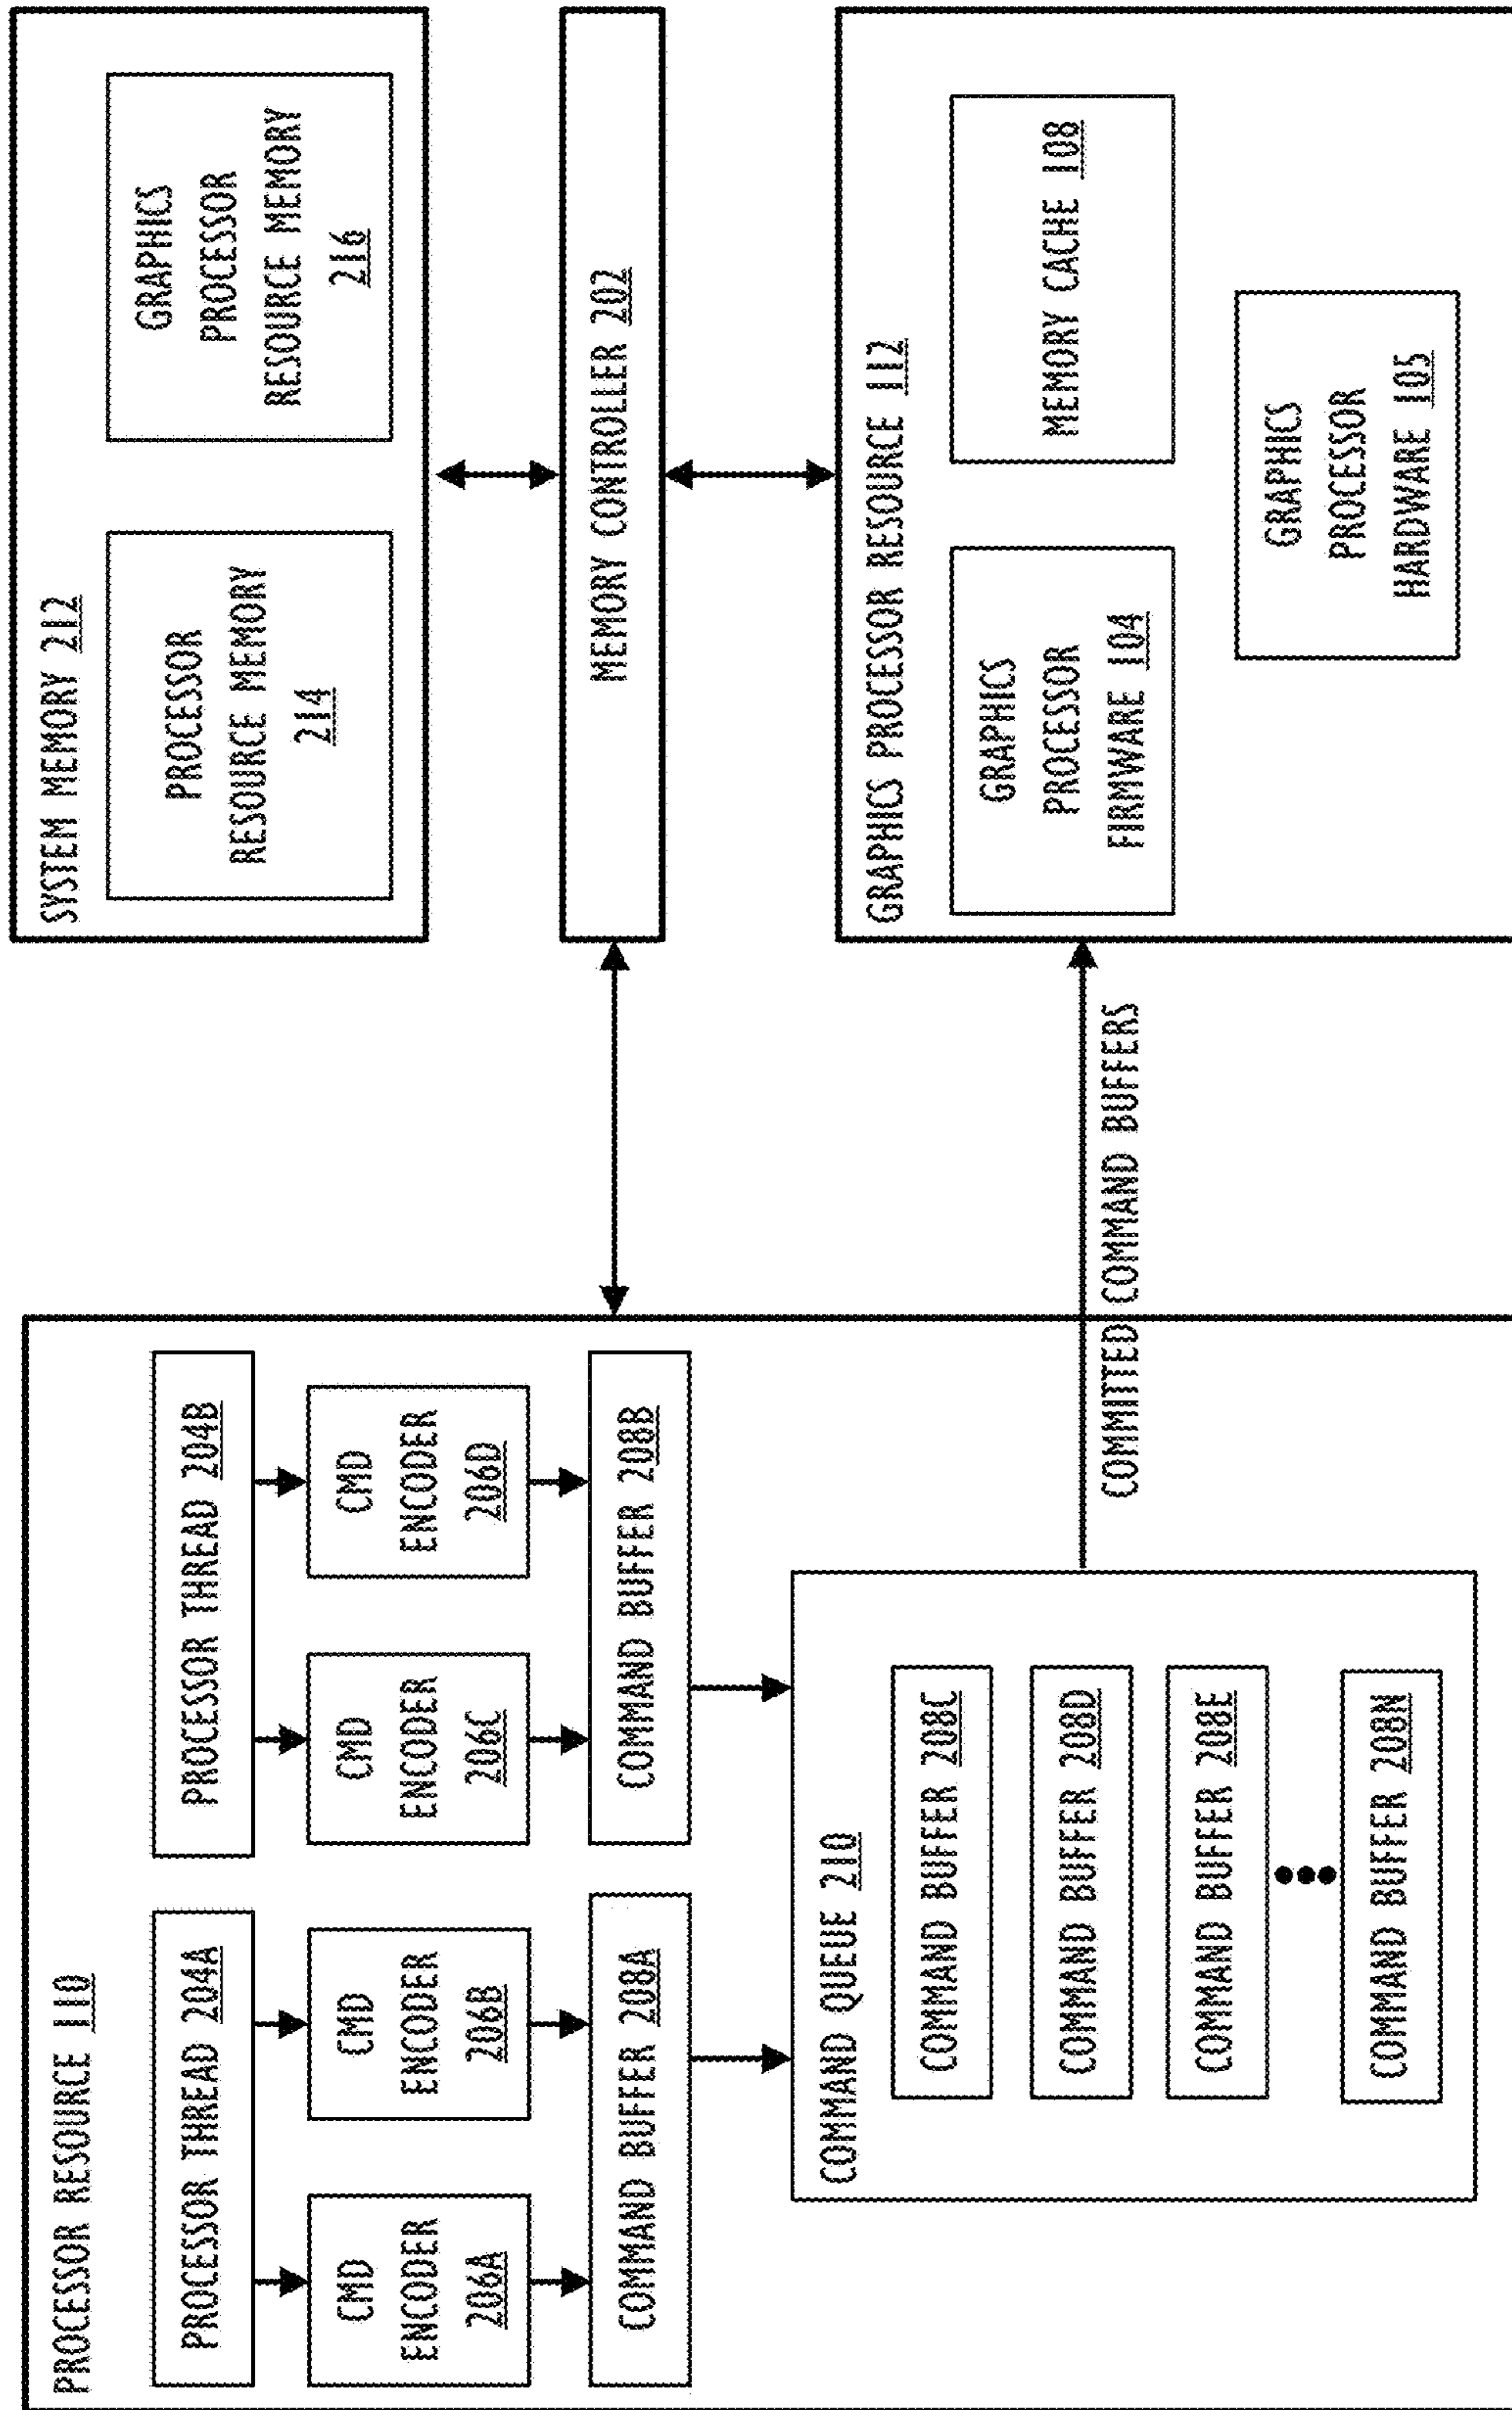 PROCESSOR RESOURCE 110
PROCESSOR THREAD 204A
PROCESSOR THREAD 204B
CMD
ENCODER
206A
CMD
ENCODER
206B
CMD
ENCODER
206C
CMD
ENCODER
206D
COMMAND BUFFER 208A
COMMAND BUFFER 208B
COMMAND QUEUE 210
COMMAND BUFFER 208C
COMMAND BUFFER 208D
COMMAND BUFFER 208E
COMMAND BUFFER 208N
COMMITTED COMMAND BUFFERS
SYSTEM MEMORY 212
PROCESSOR
RESOURCE MEMORY
214
GRAPHICS
PROCESSOR
RESOURCE MEMORY
216
MEMORY CONTROLLER 202
GRAPHICS PROCESSOR RESOURCE 112
GRAPHICS
PROCESSOR
FIRMWARE 104
MEMORY CACHE 108
GRAPHICS
PROCESSOR
HARDWARE 105